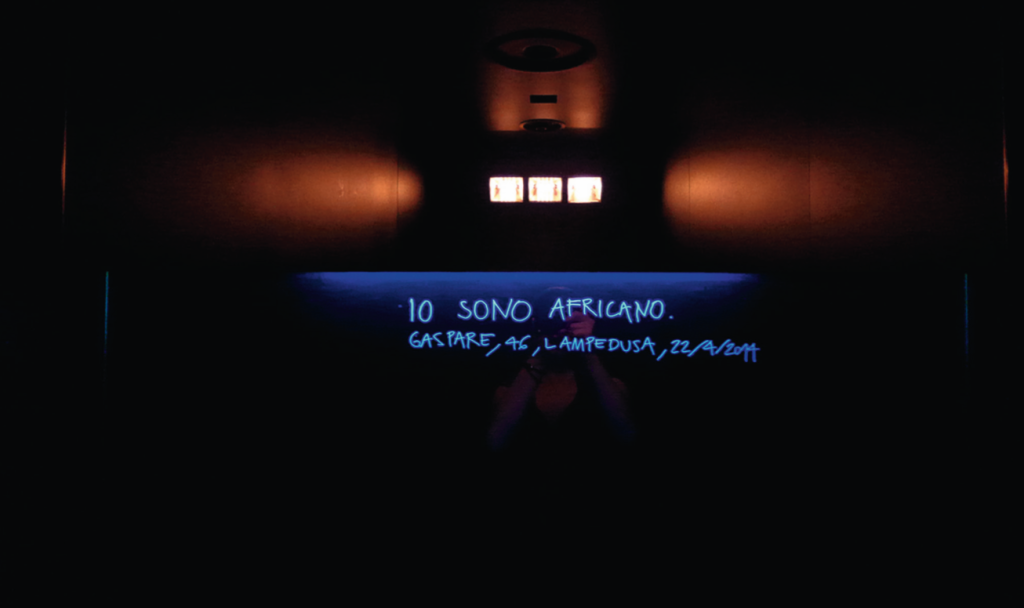 IO SONO AFRICANO.
GASPARE, 46, LAMPEDUSA, 22/4/2011